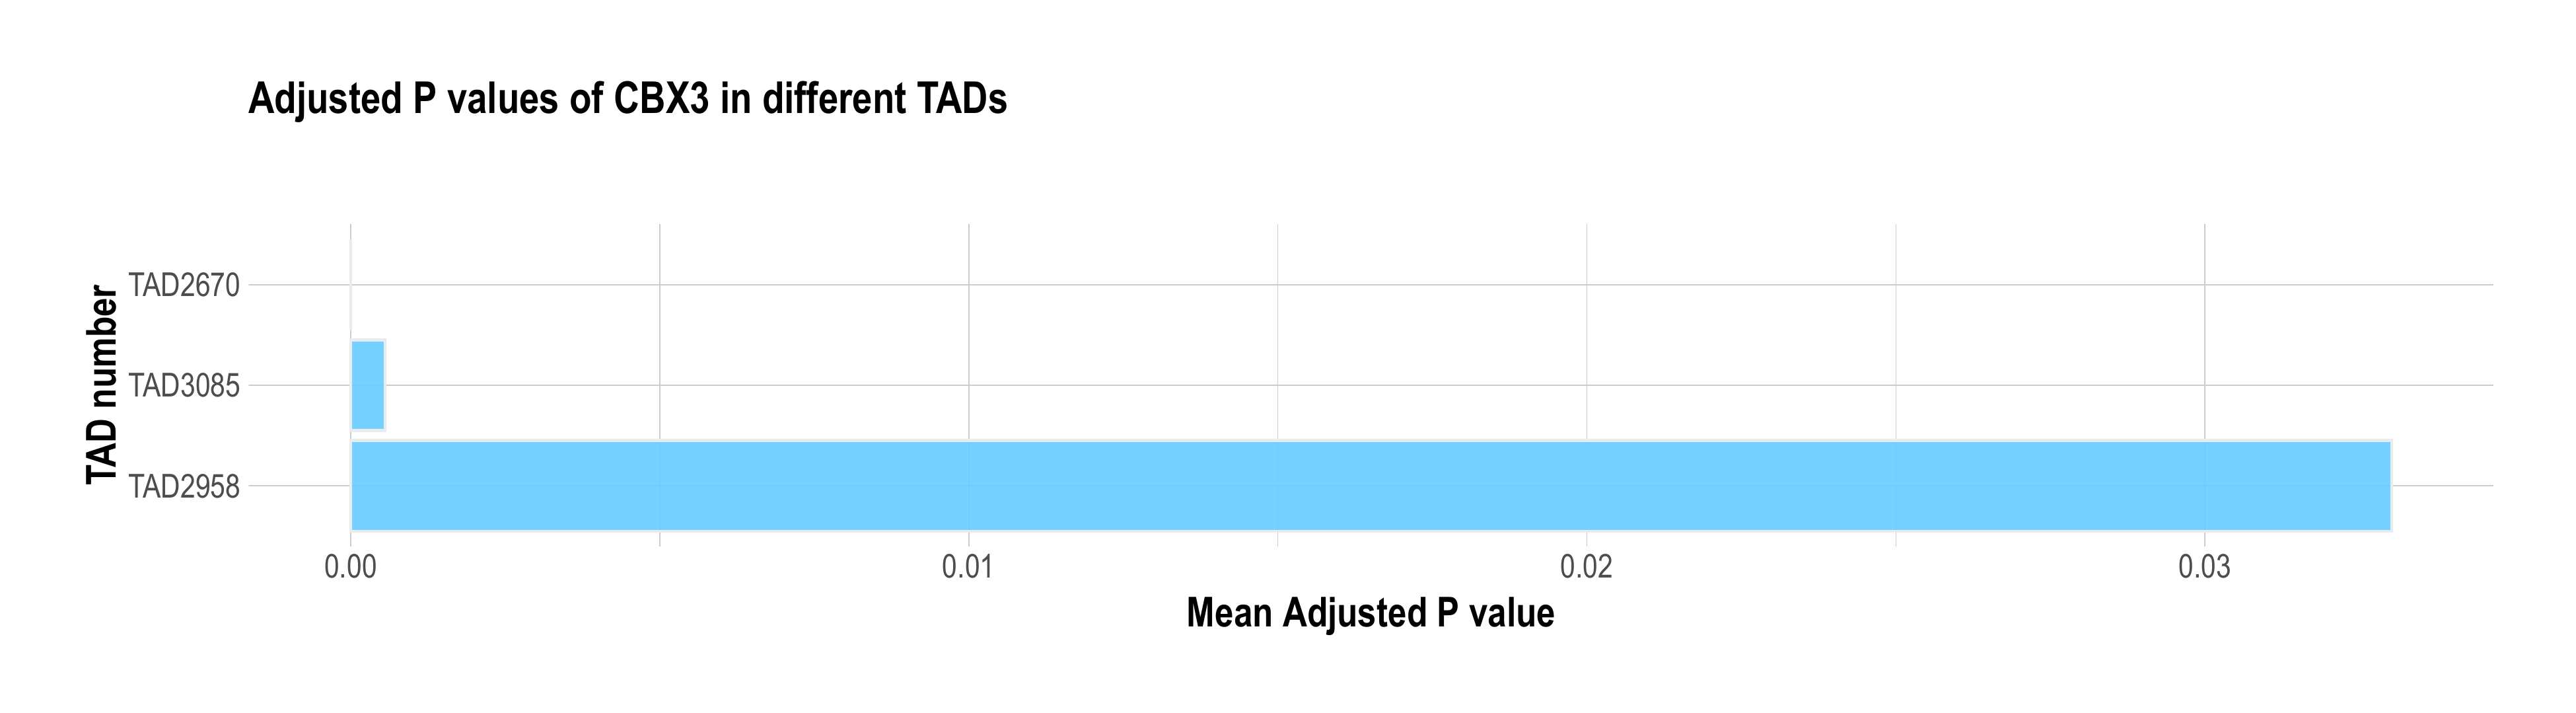 Adjusted P values of CBX3 in different TADs
TAD number
TAD2670
TAD3085
TAD2958
0.00
0.01
0.02
0.03
Mean Adjusted P value